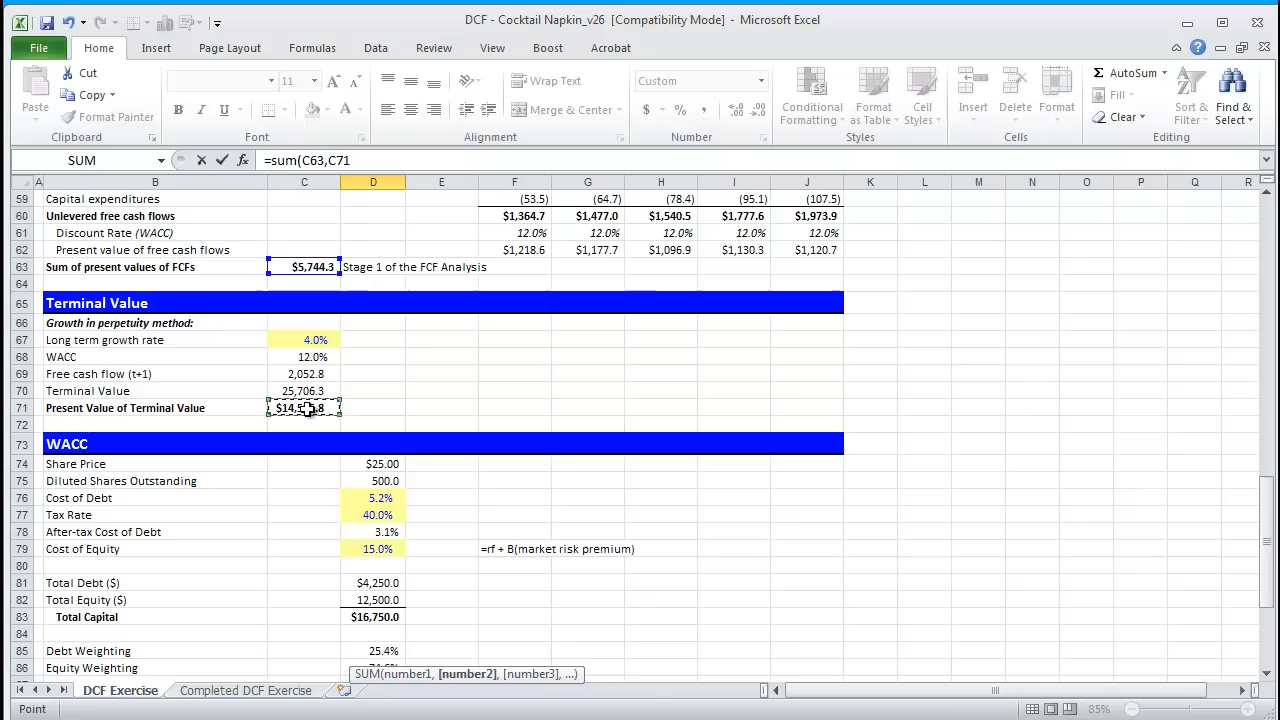 DCF - Cocktail Napkin_v26 [Compatibility Mode] - Microsoft Excel
File Home Insert Page Layout Formulas Data Review View Boost Acrobat
Paste Cut Copy Format Painter
Clipboard
11 B I U
Font
Wrap Text Merge & Center
Alignment
Custom $ % ,
Number
Conditional Formatting Format as Table Cell Styles
Styles
Insert Delete Format
Cells
AutoSum Fill Clear Sort & Filter Find & Select
Editing
SUM =sum(C63,C71
A B C D E F G H I J K L M N O P Q R
59 Capital expenditures (53.5) (64.7) (78.4) (95.1) (107.5)
60 Unlevered free cash flows $1,364.7 $1,477.0 $1,540.5 $1,777.6 $1,973.9
61 Discount Rate (WACC) 12.0% 12.0% 12.0% 12.0% 12.0%
62 Present value of free cash flows $1,218.6 $1,177.7 $1,096.9 $1,130.3 $1,120.7
63 Sum of present values of FCFs $5,744.3 Stage 1 of the FCF Analysis
64
65 Terminal Value
66 Growth in perpetuity method:
67 Long term growth rate 4.0%
68 WACC 12.0%
69 Free cash flow (t+1) 2,052.8
70 Terminal Value 25,706.3
71 Present Value of Terminal Value
72
73 WACC
74 Share Price $25.00
75 Diluted Shares Outstanding 500.0
76 Cost of Debt 5.2%
77 Tax Rate 40.0%
78 After-tax Cost of Debt 3.1%
79 Cost of Equity 15.0% =rf + B(market risk premium)
80
81 Total Debt ($) $4,250.0
82 Total Equity ($) 12,500.0
83 Total Capital $16,750.0
84
85 Debt Weighting 25.4%
86 Equity Weighting
SUM(number1, [number2], [number3], ...)
DCF Exercise Completed DCF Exercise
Point 85%